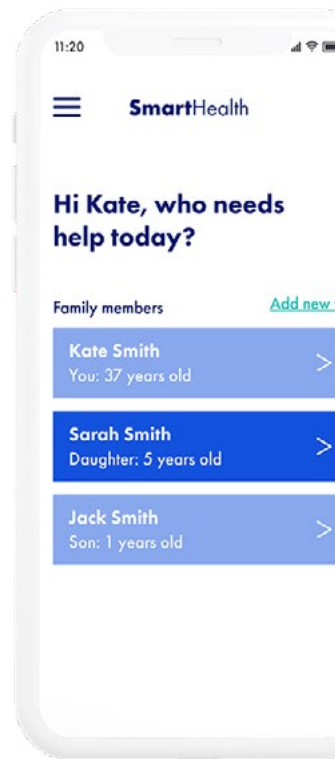 11:20
SmartHealth
Hi Kate, who needs
help today?
Family members
Add new
Kate Smith
You: 37 years old
>
Sarah Smith
Daughter: 5 years old
>
Jack Smith
Son: 1 years old
>